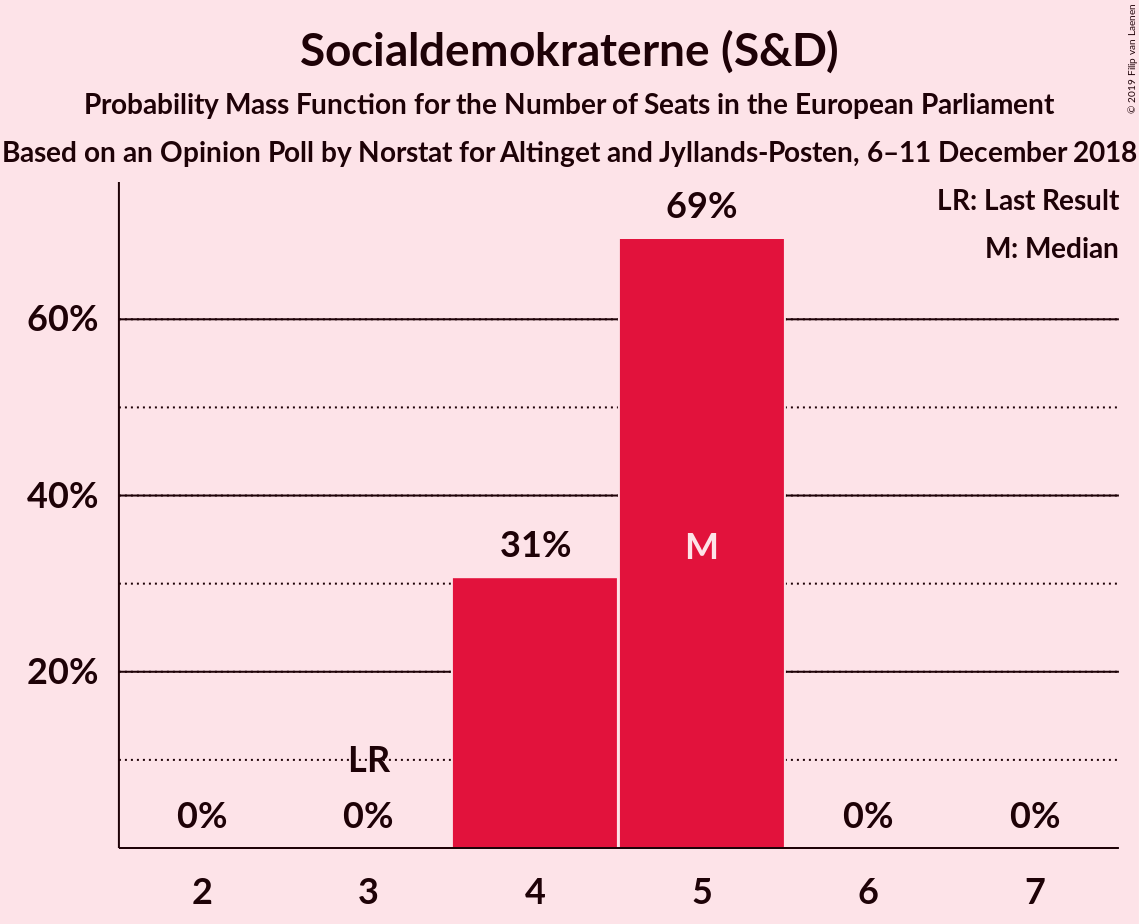 Socialdemokraterne (S&D)
Probability Mass Function for the Number of Seats in the European Parliament
Based on an Opinion Poll by Norstat for Altinget and Jyllands-Posten, 6–11 December 2018
© 2019 Filip van Laenen
LR: Last Result
M: Median
69%
60%
40%
31%
M
20%
LR
0%
0%
0%
0%
2
3
4
5
6
7